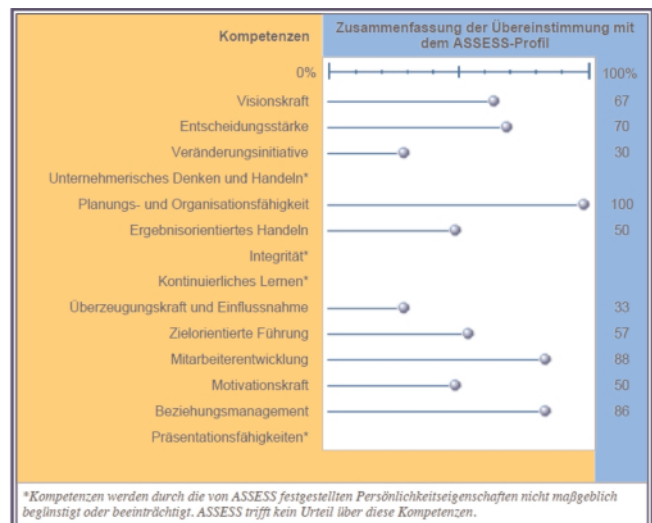 Kompetenzen
Zusammenfassung der Übereinstimmung mit
dem ASSESS-Profil
0% 100%
Visionskraft 67
Entscheidungsstärke 70
Veränderungsinitiative 30
Unternehmerisches Denken und Handeln*
Planungs- und Organisationsfähigkeit 100
Ergebnisorientiertes Handeln 50
Integrität*
Kontinuierliches Lernen*
Überzeugungskraft und Einflussnahme 33
Zielorientierte Führung 57
Mitarbeiterentwicklung 88
Motivationskraft 50
Beziehungsmanagement 86
Präsentationsfähigkeiten*
*Kompetenzen werden durch die von ASSESS festgestellten Persönlichkeitseigenschaften nicht maßgeblich
begünstigt oder beeinträchtigt. ASSESS trifft kein Urteil über diese Kompetenzen.